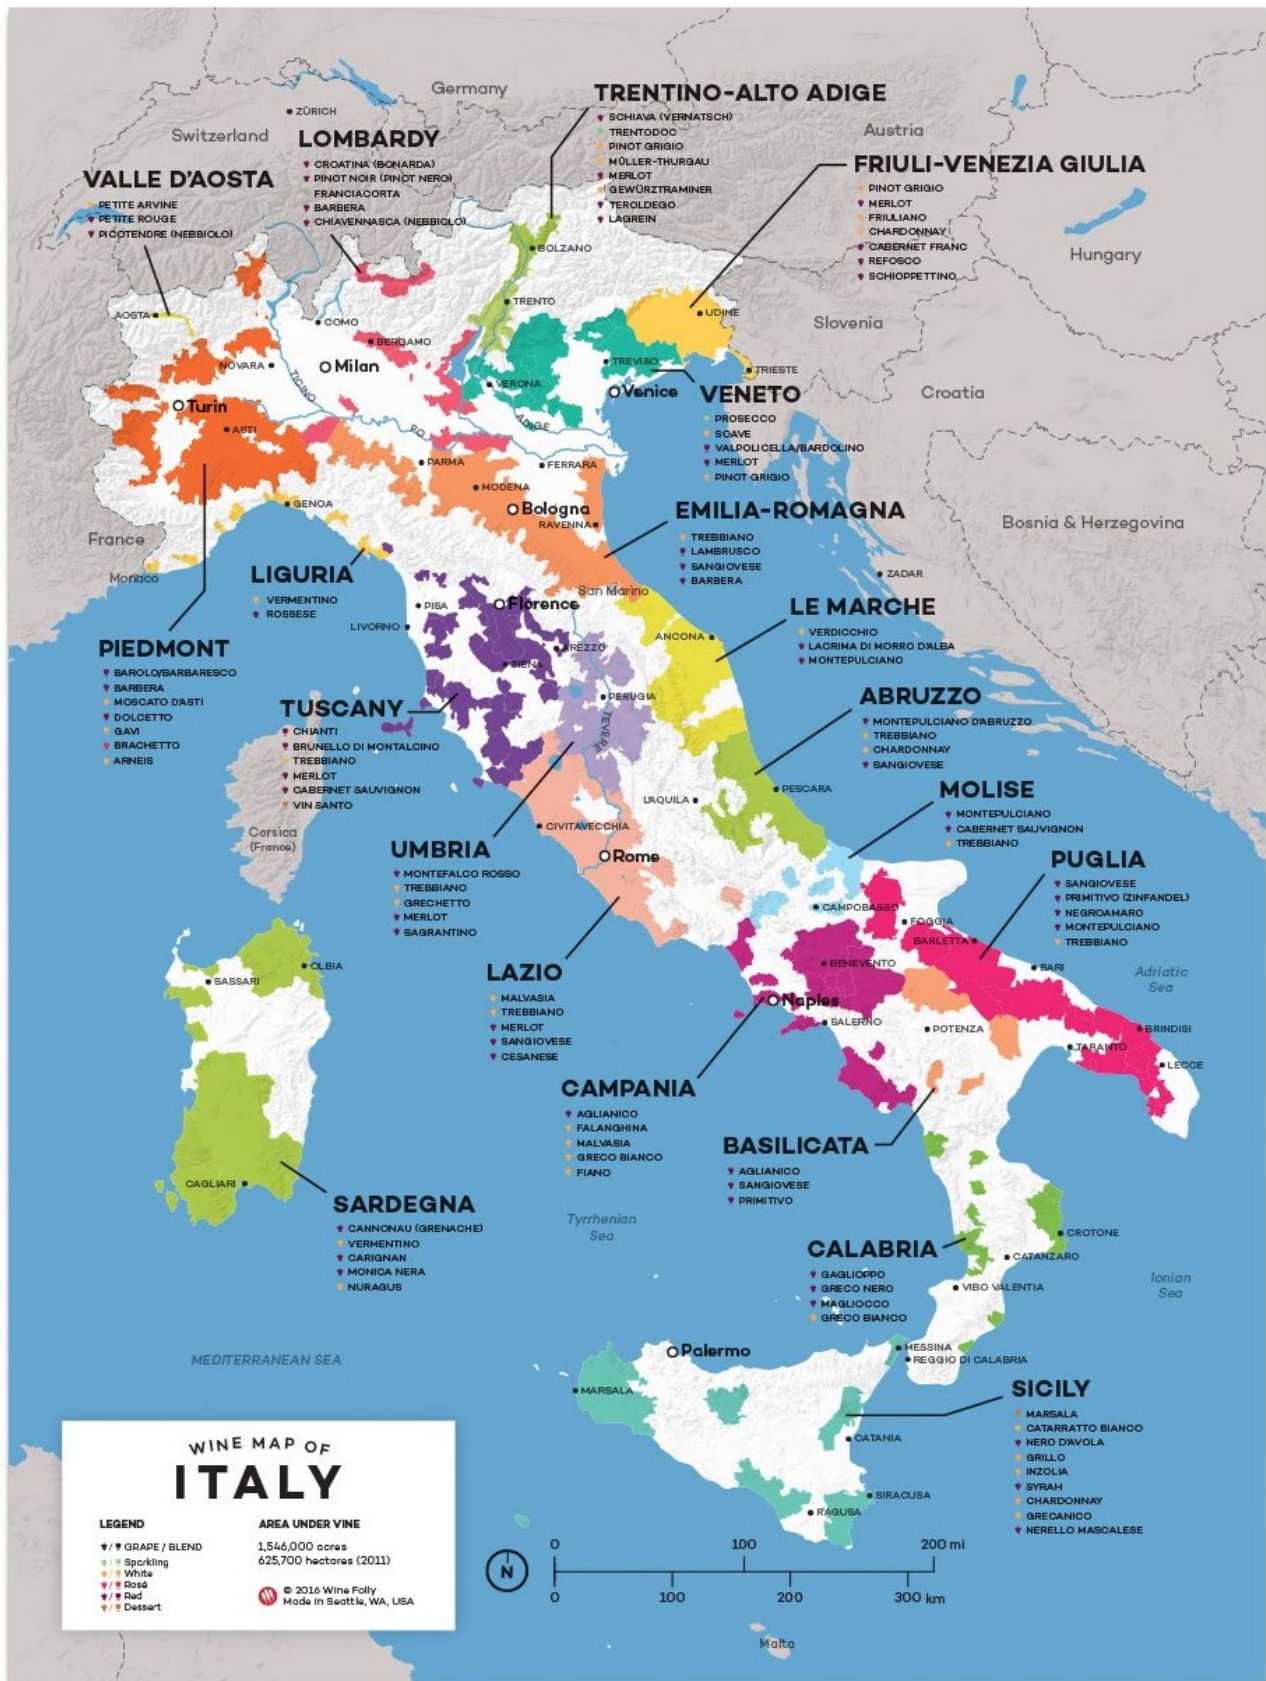 Germany
ZÜRICH
Switzerland
Austria
Hungary
Slovenia
Croatia
Bosnia & Herzegovina
ZADAR
France
Monaco
San Marino
Corsica
(France)
Malta
TRENTINO-ALTO ADIGE
SCHIAVA (VERNATSCH)
TRENTODOC
PINOT GRIGIO
MÜLLER-THURGAU
MERLOT
GEWÜRZTRAMINER
TEROLDEGO
LAGREIN
LOMBARDY
CROATINA (BONARDA)
PINOT NOIR (PINOT NERO)
FRANCIACORTA
BARBERA
CHIAVENNASCA (NEBBIOLO)
VALLE D'AOSTA
PETITE ARVINE
PETITE ROUGE
PICOTENDRE (NEBBIOLO)
FRIULI-VENEZIA GIULIA
PINOT GRIGIO
MERLOT
FRIULIANO
CHARDONNAY
CABERNET FRANC
REFOSCO
SCHIOPPETTINO
BOLZANO
TRENTO
AOSTA
COMO
BERGAMO
UDINE
TRIESTE
TREVISO
NOVARA
Milan
VERONA
Venice
Turin
TICINO
ASTI
PO
ADIGE
PARMA
FERRARA
MODENA
GENOA
Bologna
RAVENNA
VENETO
PROSECCO
SOAVE
VALPOLICELLA/BARDOLINO
MERLOT
PINOT GRIGIO
EMILIA-ROMAGNA
TREBBIANO
LAMBRUSCO
SANGIOVESE
BARBERA
LIGURIA
VERMENTINO
ROSSESE
PISA
Florence
LIVORNO
AREZZO
SIENA
ANCONA
PERUGIA
TEVERE
LE MARCHE
VERDICCHIO
LACRIMA DI MORRO D'ALBA
MONTEPULCIANO
PIEDMONT
BAROLO/BARBARESCO
BARBERA
MOSCATO D'ASTI
DOLCETTO
GAVI
BRACHETTO
ARNEIS
TUSCANY
CHIANTI
BRUNELLO DI MONTALCINO
TREBBIANO
MERLOT
CABERNET SAUVIGNON
VIN SANTO
ABRUZZO
MONTEPULCIANO D'ABRUZZO
TREBBIANO
CHARDONNAY
SANGIOVESE
L'AQUILA
PESCARA
CIVITAVECCHIA
Rome
MOLISE
MONTEPULCIANO
CABERNET SAUVIGNON
TREBBIANO
UMBRIA
MONTEFALCO ROSSO
TREBBIANO
GRECHETTO
MERLOT
SAGRANTINO
PUGLIA
SANGIOVESE
PRIMITIVO (ZINFANDEL)
NEGROAMARO
MONTEPULCIANO
TREBBIANO
CAMPOBASSO
FOGGIA
BARLETTA
BARI
BENEVENTO
Naples
SALERNO
POTENZA
TARANTO
BRINDISI
LECCE
Adriatic
Sea
LAZIO
MALVASIA
TREBBIANO
MERLOT
SANGIOVESE
CESANESE
OLBIA
SASSARI
CAGLIARI
CAMPANIA
AGLIANICO
FALANGHINA
MALVASIA
GRECO BIANCO
FIANO
BASILICATA
AGLIANICO
SANGIOVESE
PRIMITIVO
SARDEGNA
CANNONAU (GRENACHE)
VERMENTINO
CARIGNAN
MONICA NERA
NURAGUS
Tyrrhenian
Sea
CALABRIA
GAGLIOPPO
GRECO NERO
MAGLIOCCO
GRECO BIANCO
CROTONE
CATANZARO
VIBO VALENTIA
Ionian
Sea
MEDITERRANEAN SEA
Palermo
MESSINA
REGGIO DI CALABRIA
MARSALA
CATANIA
SIRACUSA
RAGUSA
SICILY
MARSALA
CATARRATTO BIANCO
NERO D'AVOLA
GRILLO
INZOLIA
SYRAH
CHARDONNAY
GRECANICO
NERELLO MASCALESE
WINE MAP OF
ITALY
LEGEND
/ GRAPE / BLEND
/ Sparkling
/ White
/ Rosé
/ Red
/ Dessert
AREA UNDER VINE
1,546,000 acres
625,700 hectares (2011)
© 2016 Wine Folly
Made in Seattle, WA, USA
N
0 100 200 mi
0 100 200 300 km